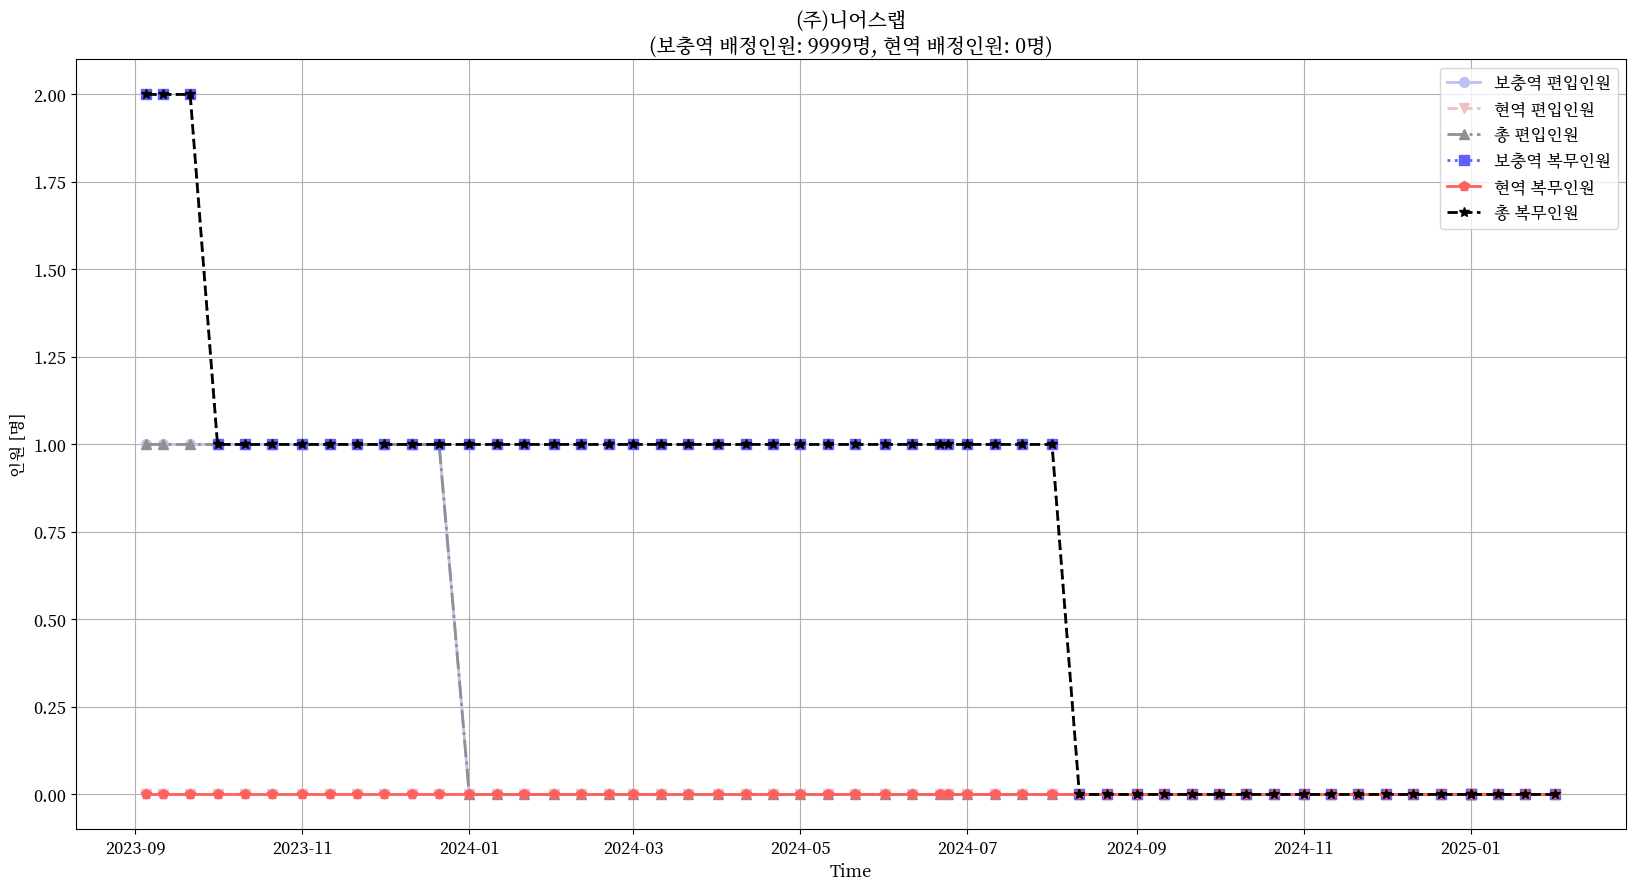 (주)니어스랩
(보충역 배정인원: 9999명, 현역 배정인원: 0명)
보충역 편입인원
현역 편입인원
총 편입인원
보충역 복무인원
현역 복무인원
총 복무인원
인원 [명]
2.00
1.75
1.50
1.25
1.00
0.75
0.50
0.25
0.00
2023-09 2023-11 2024-01 2024-03 2024-05 2024-07 2024-09 2024-11 2025-01
Time